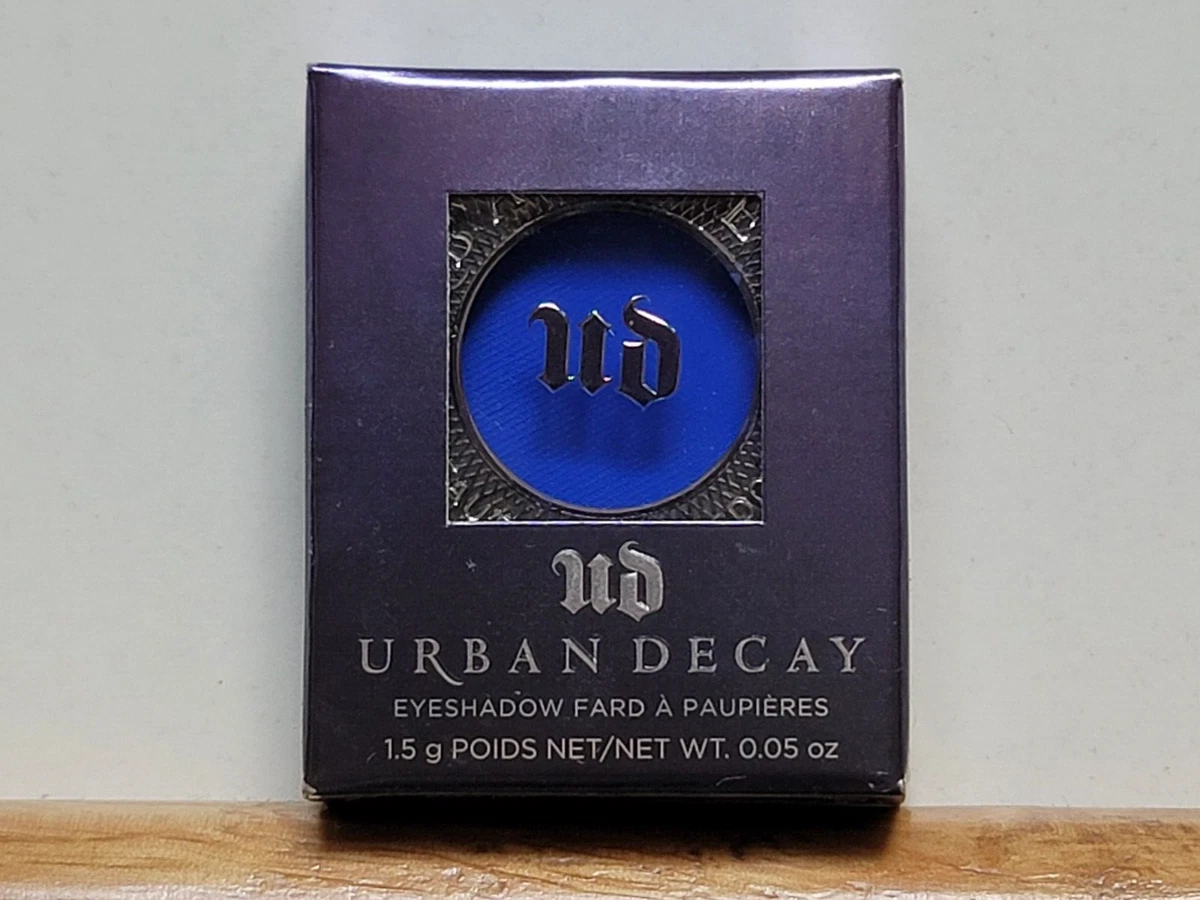 ud
ud
URBAN DECAY
EYESHADOW FARD À PAUPIÈRES
1.5 g POIDS NET/NET WT. 0.05 oz